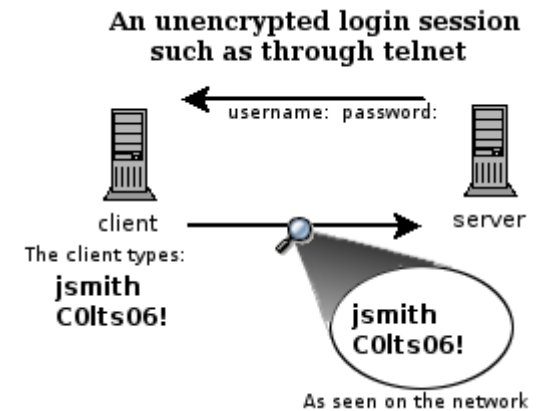 An unencrypted login session
such as through telnet
username: password:
client
server
The client types:
jsmith
C0lts06!
jsmith
C0lts06!
As seen on the network